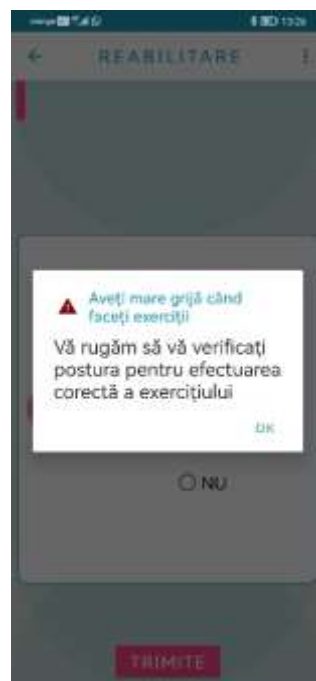 REABILITARE
Aveți mare grijă când
faceți exerciții
Vă rugăm să vă verificați
postura pentru efectuarea
corectă a exercițiului
OK
NU
TRIMITE